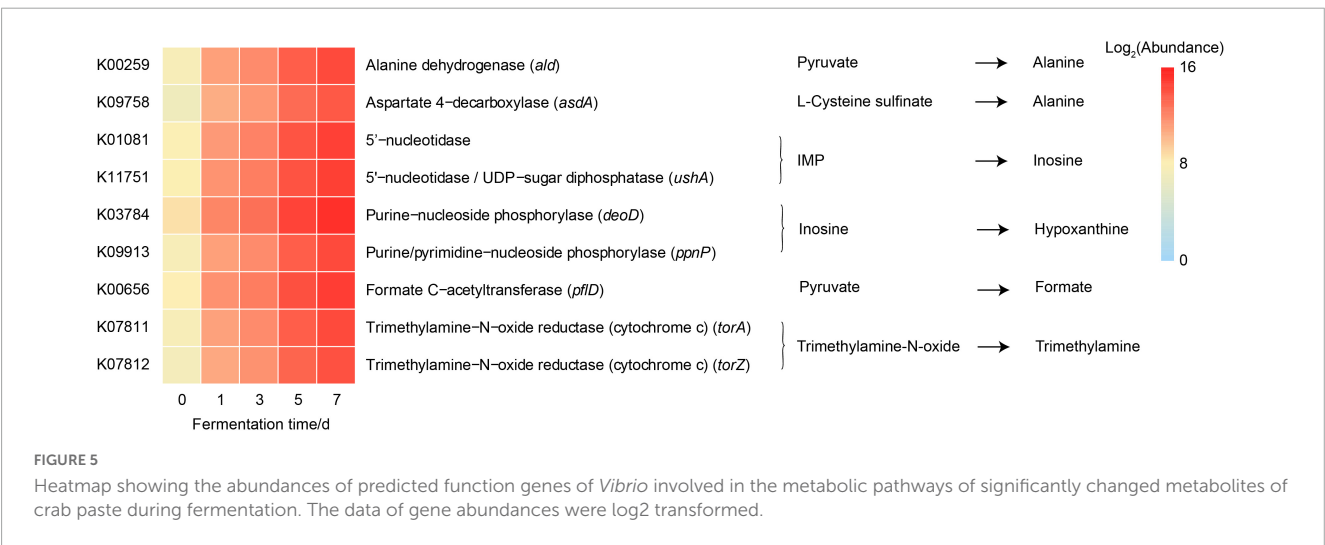 Log2(Abundance)
16
8
0
K00259 Alanine dehydrogenase (ald) Pyruvate → Alanine
K09758 Aspartate 4−decarboxylase (asdA) L-Cysteine sulfinate → Alanine
K01081 5’−nucleotidase
IMP → Inosine
K11751 5'−nucleotidase / UDP−sugar diphosphatase (ushA)
K03784 Purine−nucleoside phosphorylase (deoD)
Inosine → Hypoxanthine
K09913 Purine/pyrimidine−nucleoside phosphorylase (ppnP)
K00656 Formate C−acetyltransferase (pflD) Pyruvate → Formate
K07811 Trimethylamine−N−oxide reductase (cytochrome c) (torA)
Trimethylamine-N-oxide → Trimethylamine
K07812 Trimethylamine−N−oxide reductase (cytochrome c) (torZ)
0 1 3 5 7
Fermentation time/d
FIGURE 5
Heatmap showing the abundances of predicted function genes of Vibrio involved in the metabolic pathways of significantly changed metabolites of
crab paste during fermentation. The data of gene abundances were log2 transformed.